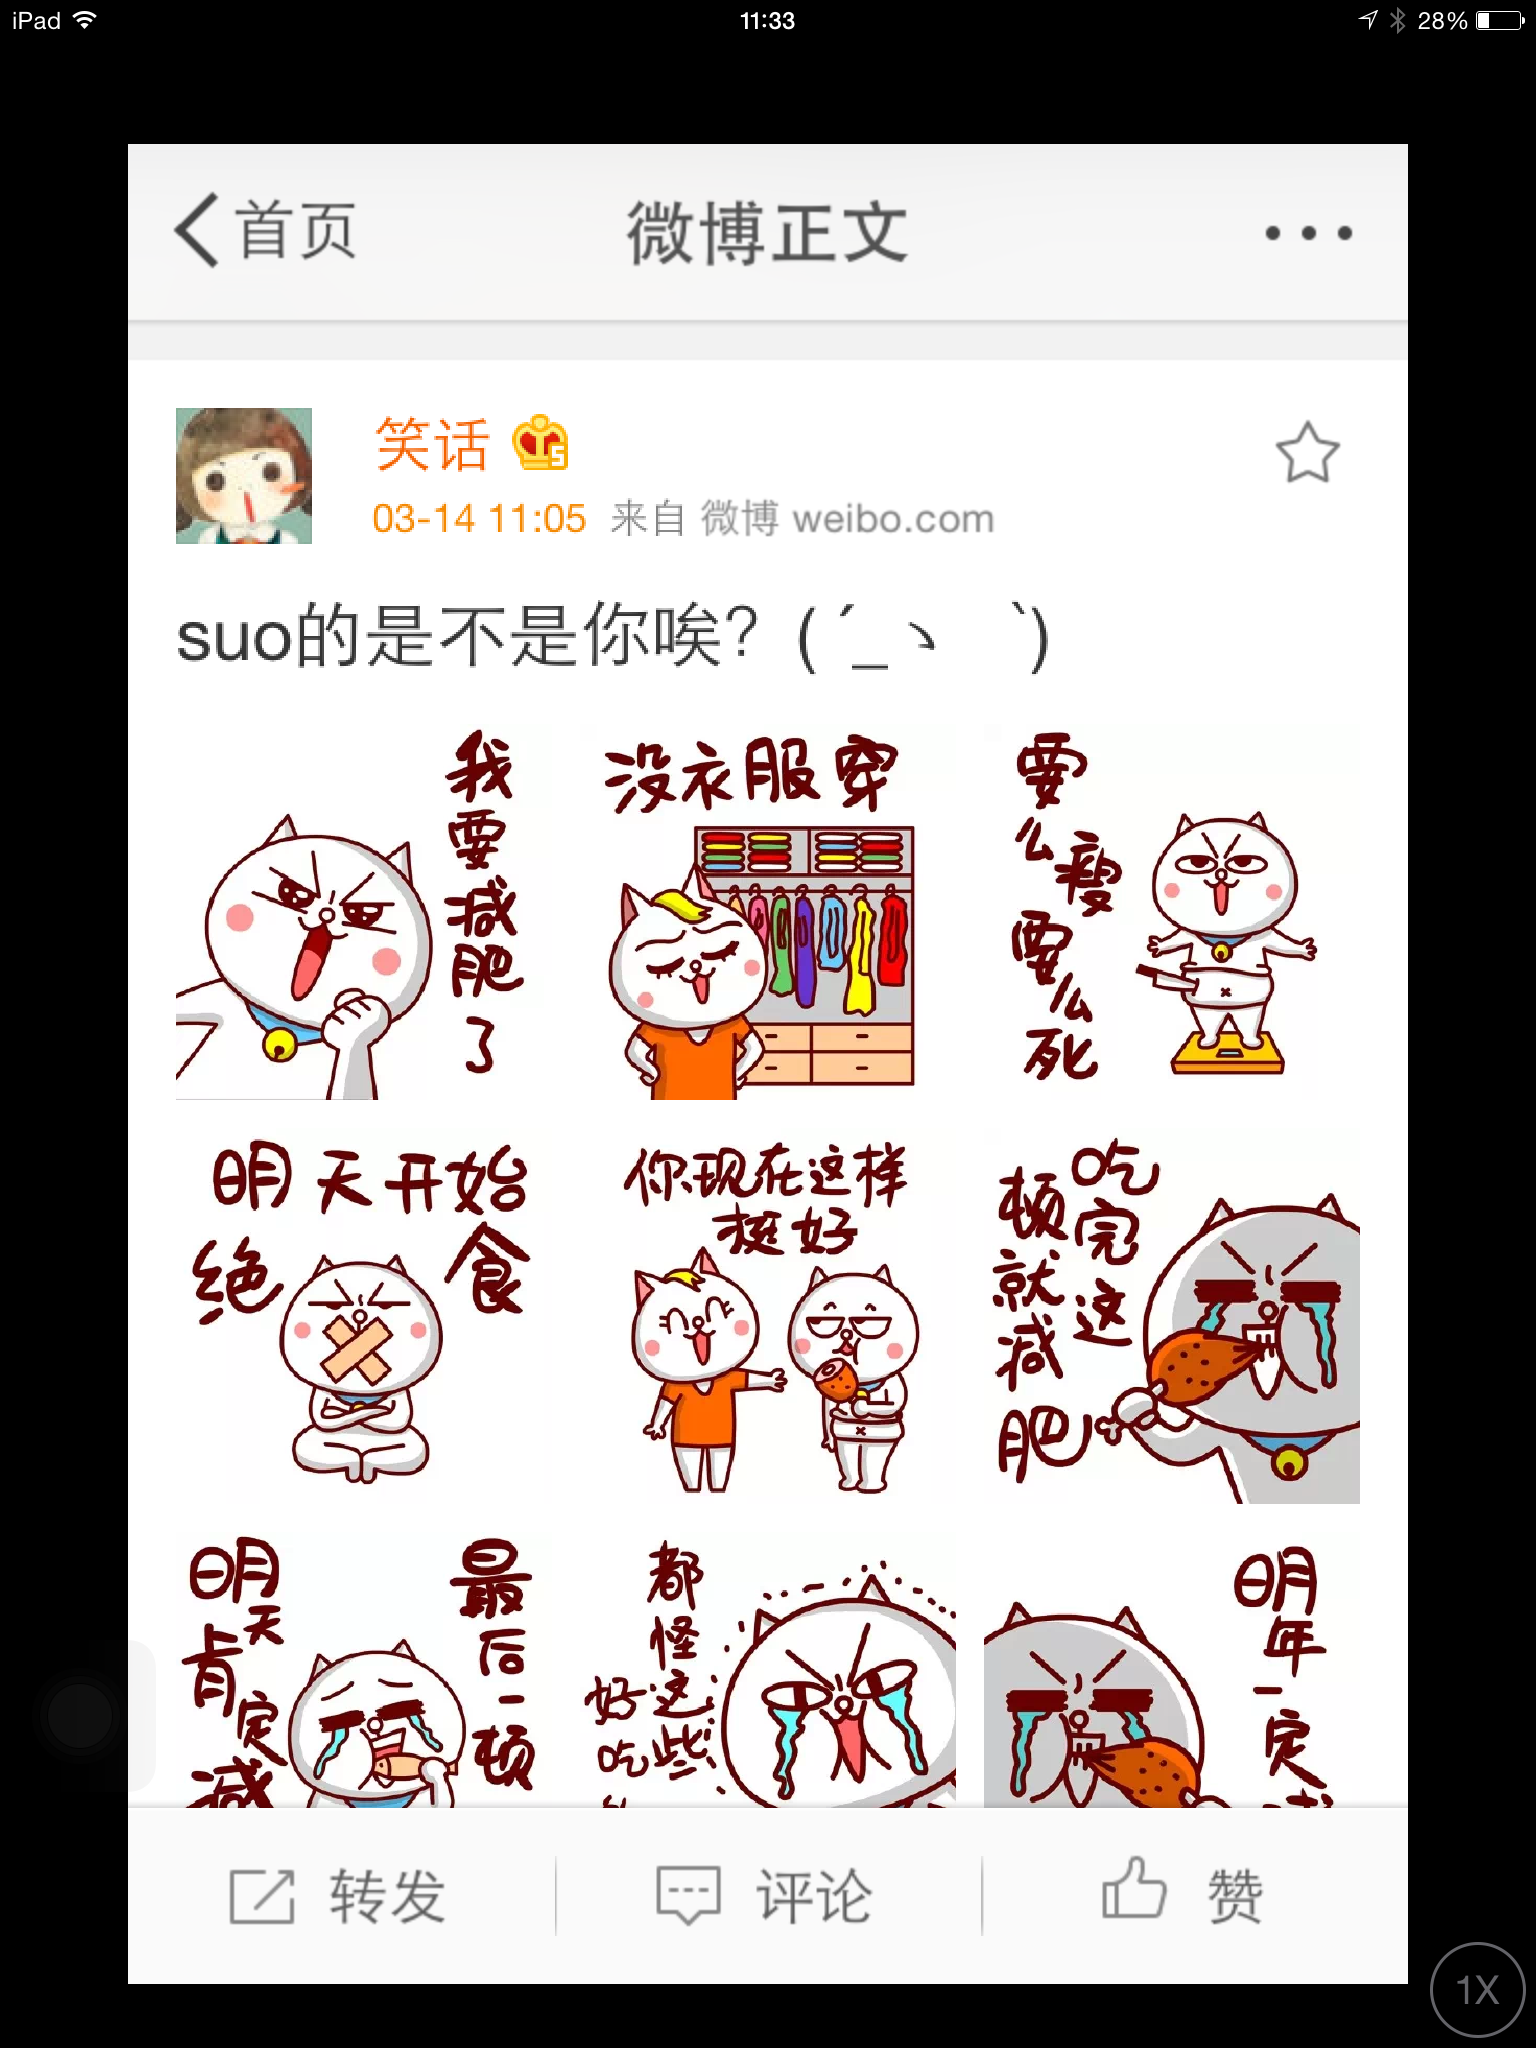 iPad 11:33 28%
首页 微博正文
笑话
03-14 11:05 来自 微博 weibo.com
suo的是不是你唉？( ´_ゝ｀)
我要减肥了
没衣服穿
要么瘦要么死
明天开始
绝食
你现在这样
挺好
吃完这
顿就减肥
最后一顿
明天肯定减
都怪这些
好吃
明年一定
转发 评论 赞
1X